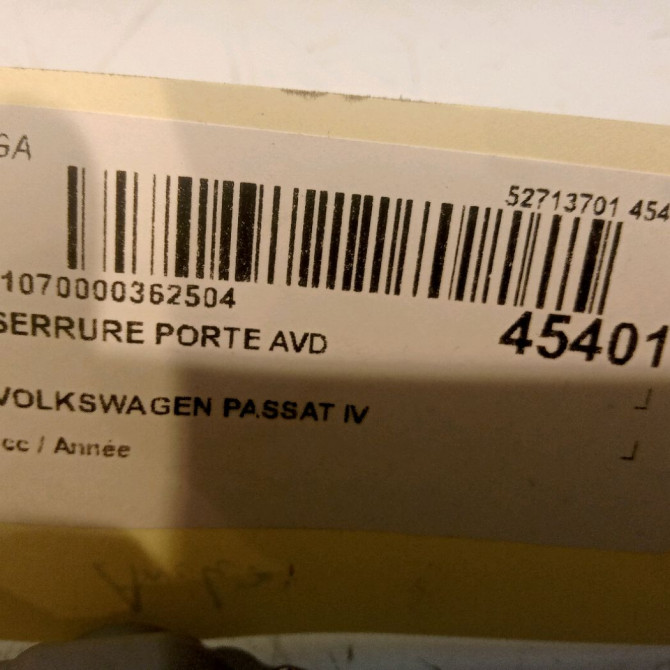 GA
52713701 454
1070000362504
SERRURE PORTE AVD
45401
VOLKSWAGEN PASSAT IV
cc / Année